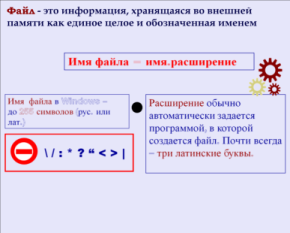 Файл - это информация, хранящаяся во внешней
памяти как единое целое и обозначенная именем
Имя файла – имя.расширение
Имя файла в Windows –
до 255 символов (рус. или
лат.)
\ / : * ? “ < > |
Расширение обычно
автоматически задается
программой, в которой
создается файл. Почти всегда
– три латинские буквы.